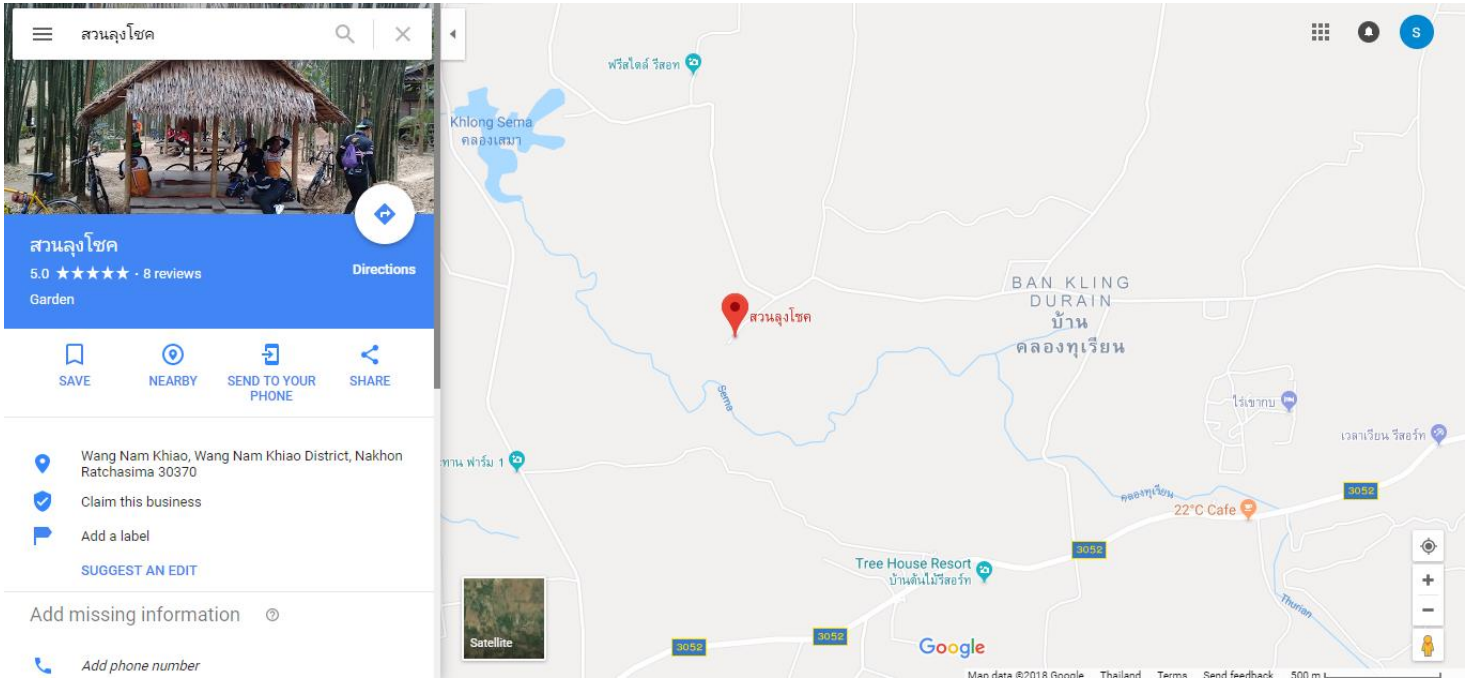 สวนลุงโชค
สวนลุงโชค
5.0 ★★★★★ · 8 reviews
Garden
Directions
SAVE
NEARBY
SEND TO YOUR
PHONE
SHARE
Wang Nam Khiao, Wang Nam Khiao District, Nakhon
Ratchasima 30370
Claim this business
Add a label
SUGGEST AN EDIT
Add missing information
Add phone number
S
ฟรีสไตล์ รีสอท
Khlong Sema
คลองเสมา
BAN KLING
DURAIN
บ้าน
คลองทุเรียน
สวนลุงโชค
Sema
ไร่เขากบ
เวลาเวียน รีสอร์ท
ทาน ฟาร์ม 1
คลองทุเรียน
3052
22°C Cafe
3052
Tree House Resort
บ้านต้นไม้รีสอร์ท
Thurian
3052
3052
Satellite
Google
Map data ©2018 Google Thailand Terms Send feedback 500 m